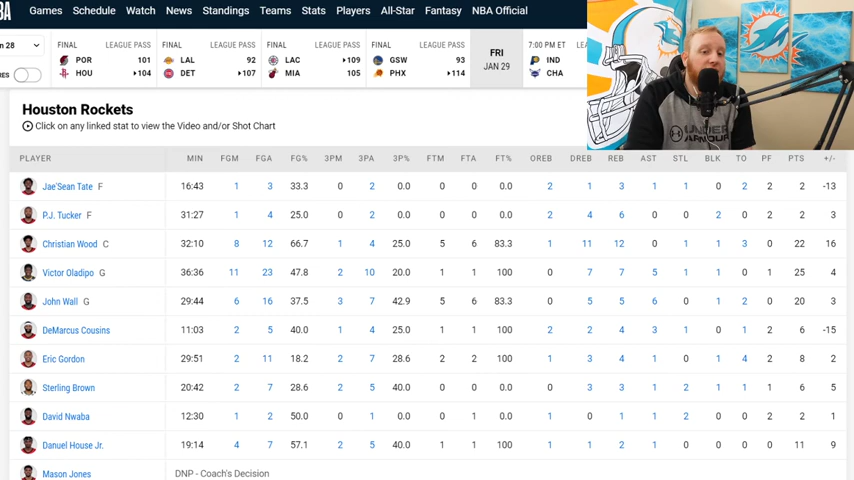 BA Games Schedule Watch News Standings Teams Stats Players All-Star Fantasy NBA Official
n 28 FINAL LEAGUE PASS FINAL LEAGUE PASS FINAL LEAGUE PASS FINAL LEAGUE PASS FRI 7:00 PM ET LEA
POR 101 LAL 92 LAC 109 GSW 93 JAN 29 IND
RES HOU 104 DET 107 MIA 105 PHX 114 CHA
UNDER ARMOUR
Houston Rockets
Click on any linked stat to view the Video and/or Shot Chart
PLAYER MIN FGM FGA FG% 3PM 3PA 3P% FTM FTA FT% OREB DREB REB AST STL BLK TO PF PTS +/-
Jae'Sean Tate F 16:43 1 3 33.3 0 2 0.0 0 0 0.0 2 1 3 1 1 0 2 2 2 -13
P.J. Tucker F 31:27 1 4 25.0 0 2 0.0 0 0 0.0 2 4 6 0 0 2 0 2 2 3
Christian Wood C 32:10 8 12 66.7 1 4 25.0 5 6 83.3 1 11 12 0 1 1 3 0 22 16
Victor Oladipo G 36:36 11 23 47.8 2 10 20.0 1 1 100 0 7 7 5 1 1 0 1 25 4
John Wall G 29:44 6 16 37.5 3 7 42.9 5 6 83.3 0 5 5 6 0 1 2 0 20 3
DeMarcus Cousins 11:03 2 5 40.0 1 4 25.0 1 1 100 2 2 4 3 1 0 1 2 6 -15
Eric Gordon 29:51 2 11 18.2 2 7 28.6 2 2 100 1 3 4 1 0 1 4 2 8 2
Sterling Brown 20:42 2 7 28.6 2 5 40.0 0 0 0.0 0 3 3 1 2 1 1 1 6 5
David Nwaba 12:30 1 2 50.0 0 1 0.0 0 1 0.0 1 0 1 1 2 0 0 2 2 1
Danuel House Jr. 19:14 4 7 57.1 2 5 40.0 1 1 100 1 1 2 1 0 0 0 0 11 9
Mason Jones DNP - Coach's Decision